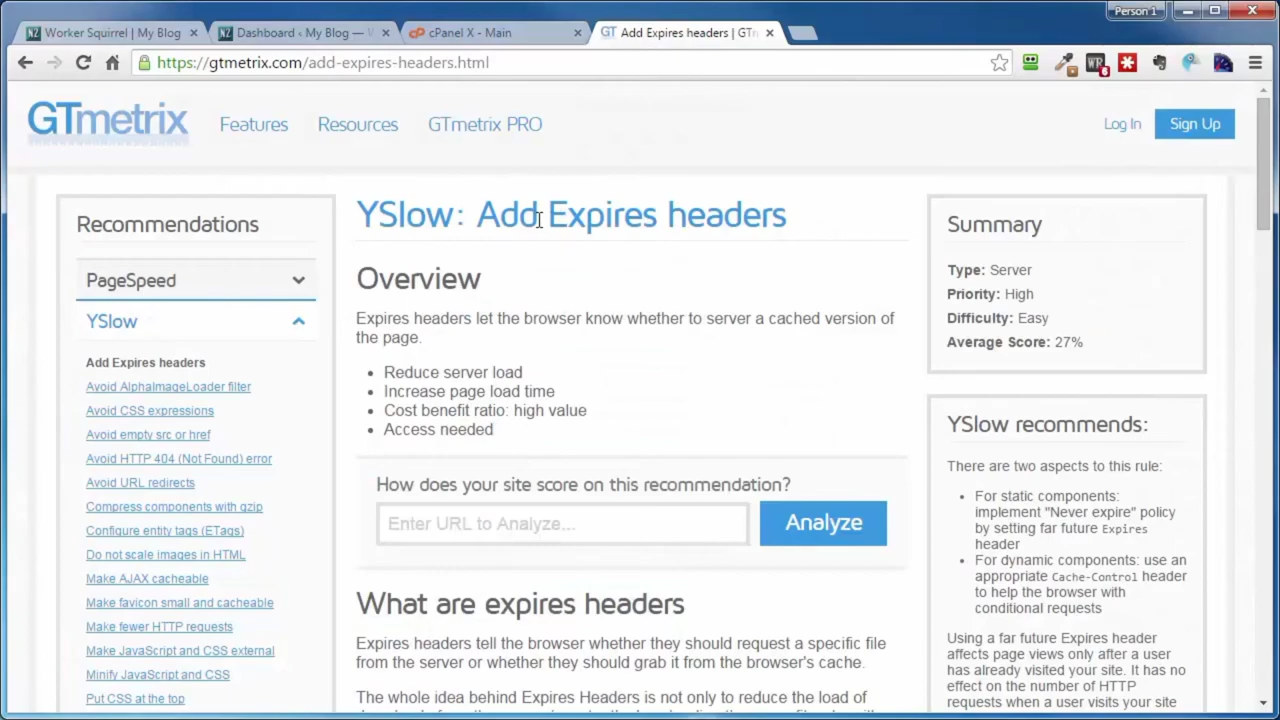 Person 1
Worker Squirrel | My Blog
Dashboard ‹ My Blog —
cPanel X - Main
GT Add Expires headers | GTm
https://gtmetrix.com/add-expires-headers.html
GTmetrix
Features
Resources
GTmetrix PRO
Log In
Sign Up
Recommendations
PageSpeed
YSlow
Add Expires headers
Avoid AlphaImageLoader filter
Avoid CSS expressions
Avoid empty src or href
Avoid HTTP 404 (Not Found) error
Avoid URL redirects
Compress components with gzip
Configure entity tags (ETags)
Do not scale images in HTML
Make AJAX cacheable
Make favicon small and cacheable
Make fewer HTTP requests
Make JavaScript and CSS external
Minify JavaScript and CSS
Put CSS at the top
YSlow: Add Expires headers
Overview
Expires headers let the browser know whether to server a cached version of
the page.
Reduce server load
Increase page load time
Cost benefit ratio: high value
Access needed
How does your site score on this recommendation?
Enter URL to Analyze...
Analyze
What are expires headers
Expires headers tell the browser whether they should request a specific file
from the server or whether they should grab it from the browser's cache.
The whole idea behind Expires Headers is not only to reduce the load of
Summary
Type: Server
Priority: High
Difficulty: Easy
Average Score: 27%
YSlow recommends:
There are two aspects to this rule:
For static components:
implement "Never expire" policy
by setting far future Expires
header
For dynamic components: use an
appropriate Cache-Control header
to help the browser with
conditional requests
Using a far future Expires header
affects page views only after a user
has already visited your site. It has no
effect on the number of HTTP
requests when a user visits your site